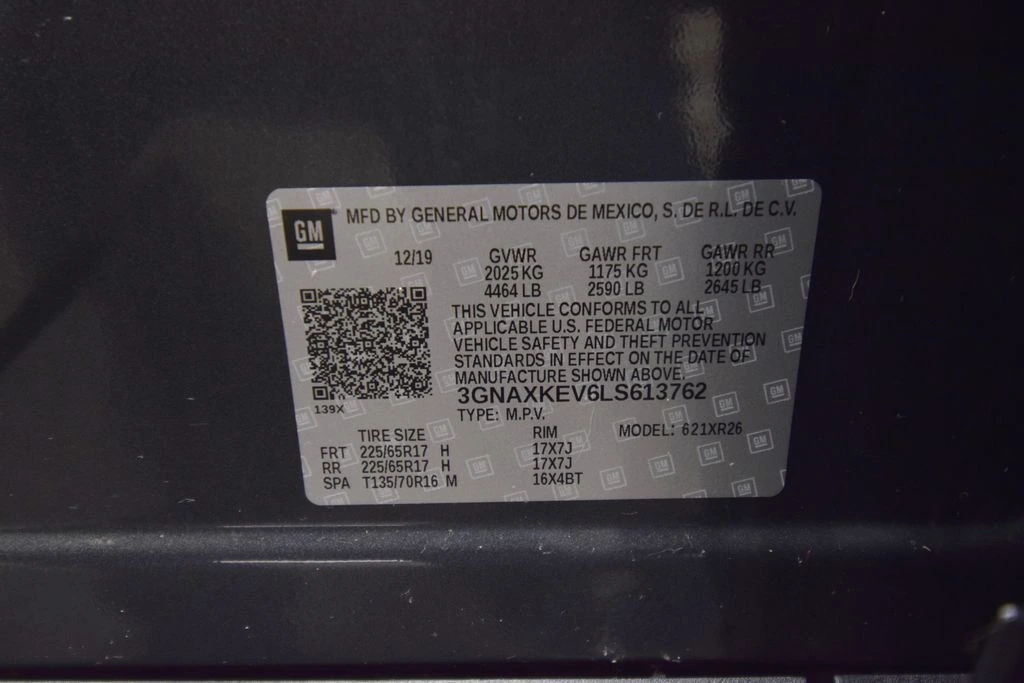 GM MFD BY GENERAL MOTORS DE MEXICO, S. DE R.L. DE C.V.
12/19 GVWR GAWR FRT GAWR RR
2025 KG 1175 KG 1200 KG
4464 LB 2590 LB 2645 LB
THIS VEHICLE CONFORMS TO ALL
APPLICABLE U.S. FEDERAL MOTOR
VEHICLE SAFETY AND THEFT PREVENTION
STANDARDS IN EFFECT ON THE DATE OF
MANUFACTURE SHOWN ABOVE.
3GNAXKEV6LS613762
139X
TYPE: M.P.V.
TIRE SIZE RIM MODEL: 621XR26
FRT 225/65R17 H 17X7J
RR 225/65R17 H 17X7J
SPA T135/70R16 M 16X4BT